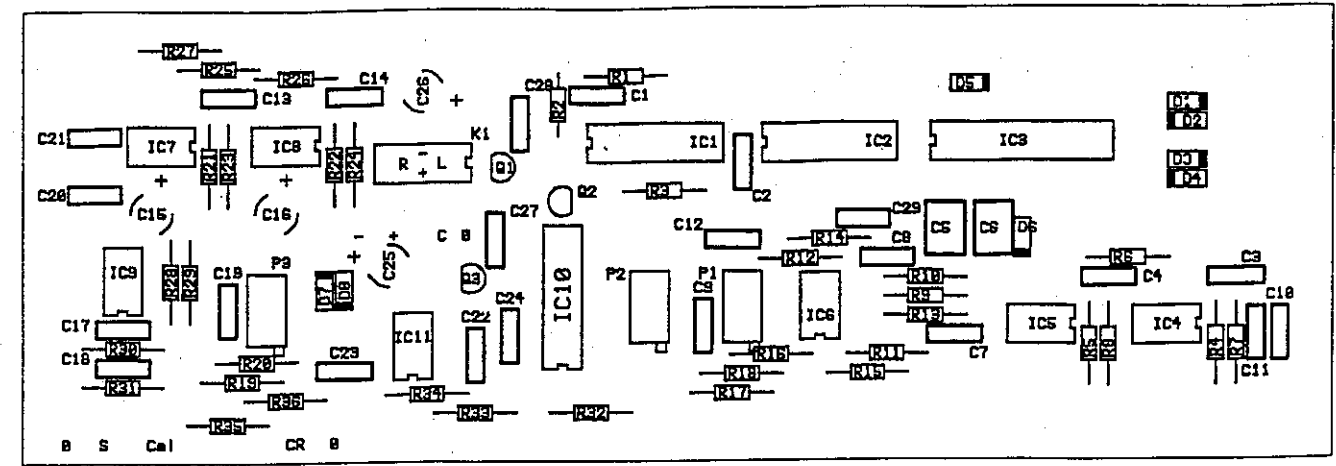 R27
R25
R26
C14
C26
+
C28
R2
R1
C1
D5
D1
D2
C13
C21
IC7
R21
R23
IC8
R22
R24
K1
R - L
+
Q1
IC1
C2
IC2
IC3
D3
D4
C20
+
C15
+
C16
Q2
R3
C27
C 0
C12
C29
R14
C8
R12
C5
C6
D6
IC9
R28
R29
C19
P3
- +
+
C25
D7
D8
Q3
IC10
P2
P1
C9
IC6
R10
R9
R13
R6
C4
C3
C10
C17
R30
C18
R31
R20
R19
R36
R35
C23
IC11
C22
C24
R34
R33
R32
R16
R18
R17
R11
R15
C7
IC5
R5
R8
IC4
R4
R7
C11
0 S Cal CR 0